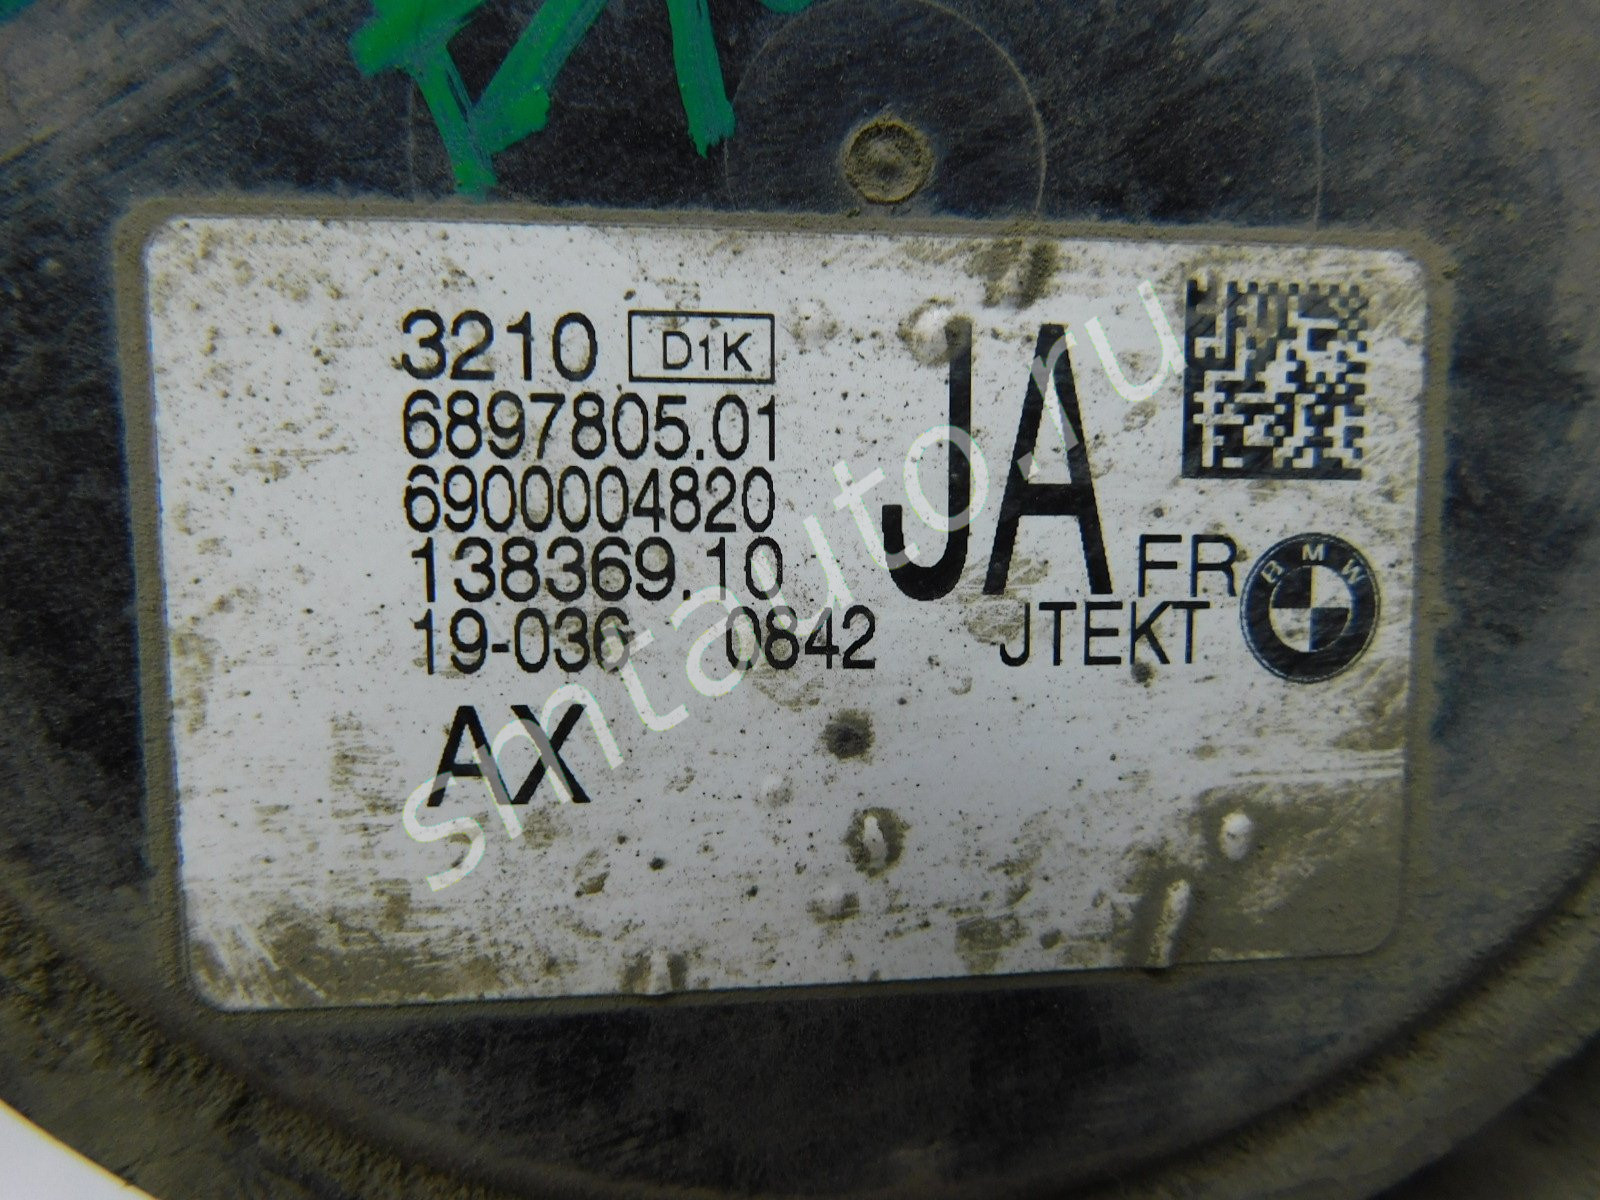 3210 D1K
6897805.01
6900004820
138369.10
19-036 0842
AX
JA FR
JTEKT
BMW
smtauto.ru